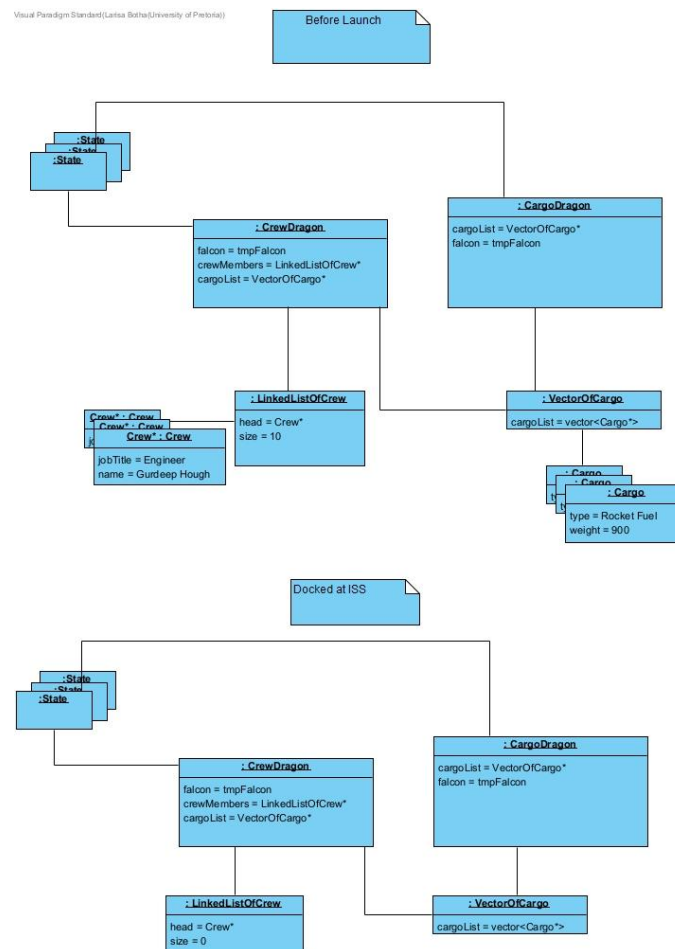 Visual Paradigm Standard(Larisa Botha(University of Pretoria))
Before Launch
:State
:State
:State
: CrewDragon
falcon = tmpFalcon
crewMembers = LinkedListOfCrew*
cargoList = VectorOfCargo*
: CargoDragon
cargoList = VectorOfCargo*
falcon = tmpFalcon
: LinkedListOfCrew
head = Crew*
size = 10
Crew* : Crew
Crew* : Crew
Crew* : Crew
jobTitle = Engineer
name = Gurdeep Hough
: VectorOfCargo
cargoList = vector<Cargo*>
: Cargo
: Cargo
: Cargo
type = Rocket Fuel
weight = 900
Docked at ISS
:State
:State
:State
: CrewDragon
falcon = tmpFalcon
crewMembers = LinkedListOfCrew*
cargoList = VectorOfCargo*
: CargoDragon
cargoList = VectorOfCargo*
falcon = tmpFalcon
: LinkedListOfCrew
head = Crew*
size = 0
: VectorOfCargo
cargoList = vector<Cargo*>